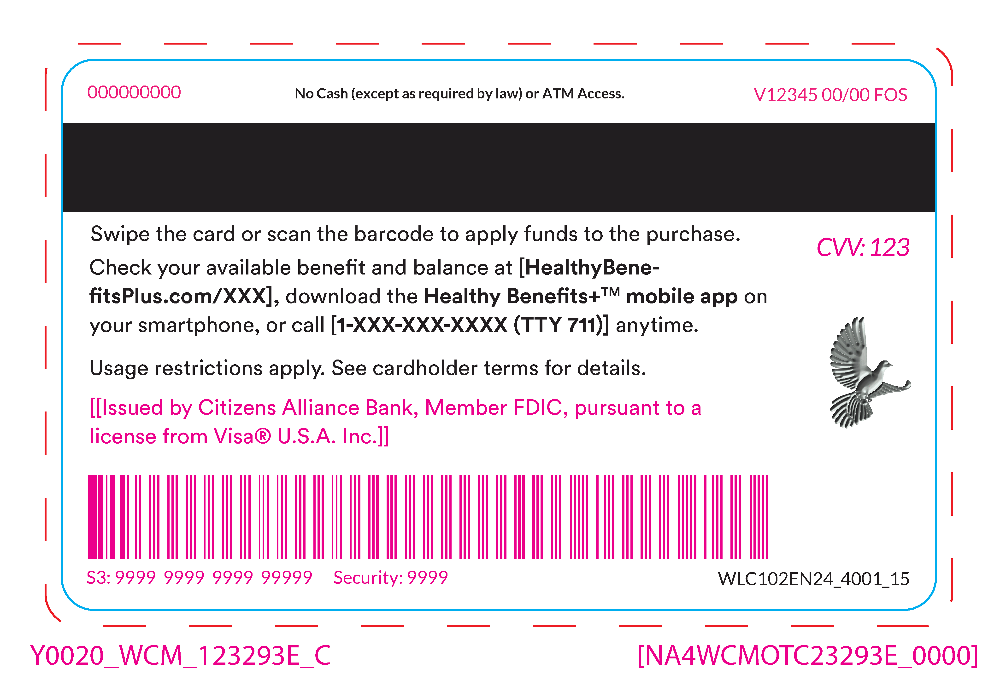 000000000 No Cash (except as required by law) or ATM Access. V12345 00/00 FOS
Swipe the card or scan the barcode to apply funds to the purchase.
CVV: 123
Check your available benefit and balance at [HealthyBene-
fitsPlus.com/XXX], download the Healthy Benefits+™ mobile app on
your smartphone, or call [1-XXX-XXX-XXXX (TTY 711)] anytime.
Usage restrictions apply. See cardholder terms for details.
[[Issued by Citizens Alliance Bank, Member FDIC, pursuant to a
license from Visa® U.S.A. Inc.]]
S3: 9999 9999 9999 99999 Security: 9999 WLC102EN24_4001_15
Y0020_WCM_123293E_C [NA4WCMOTC23293E_0000]